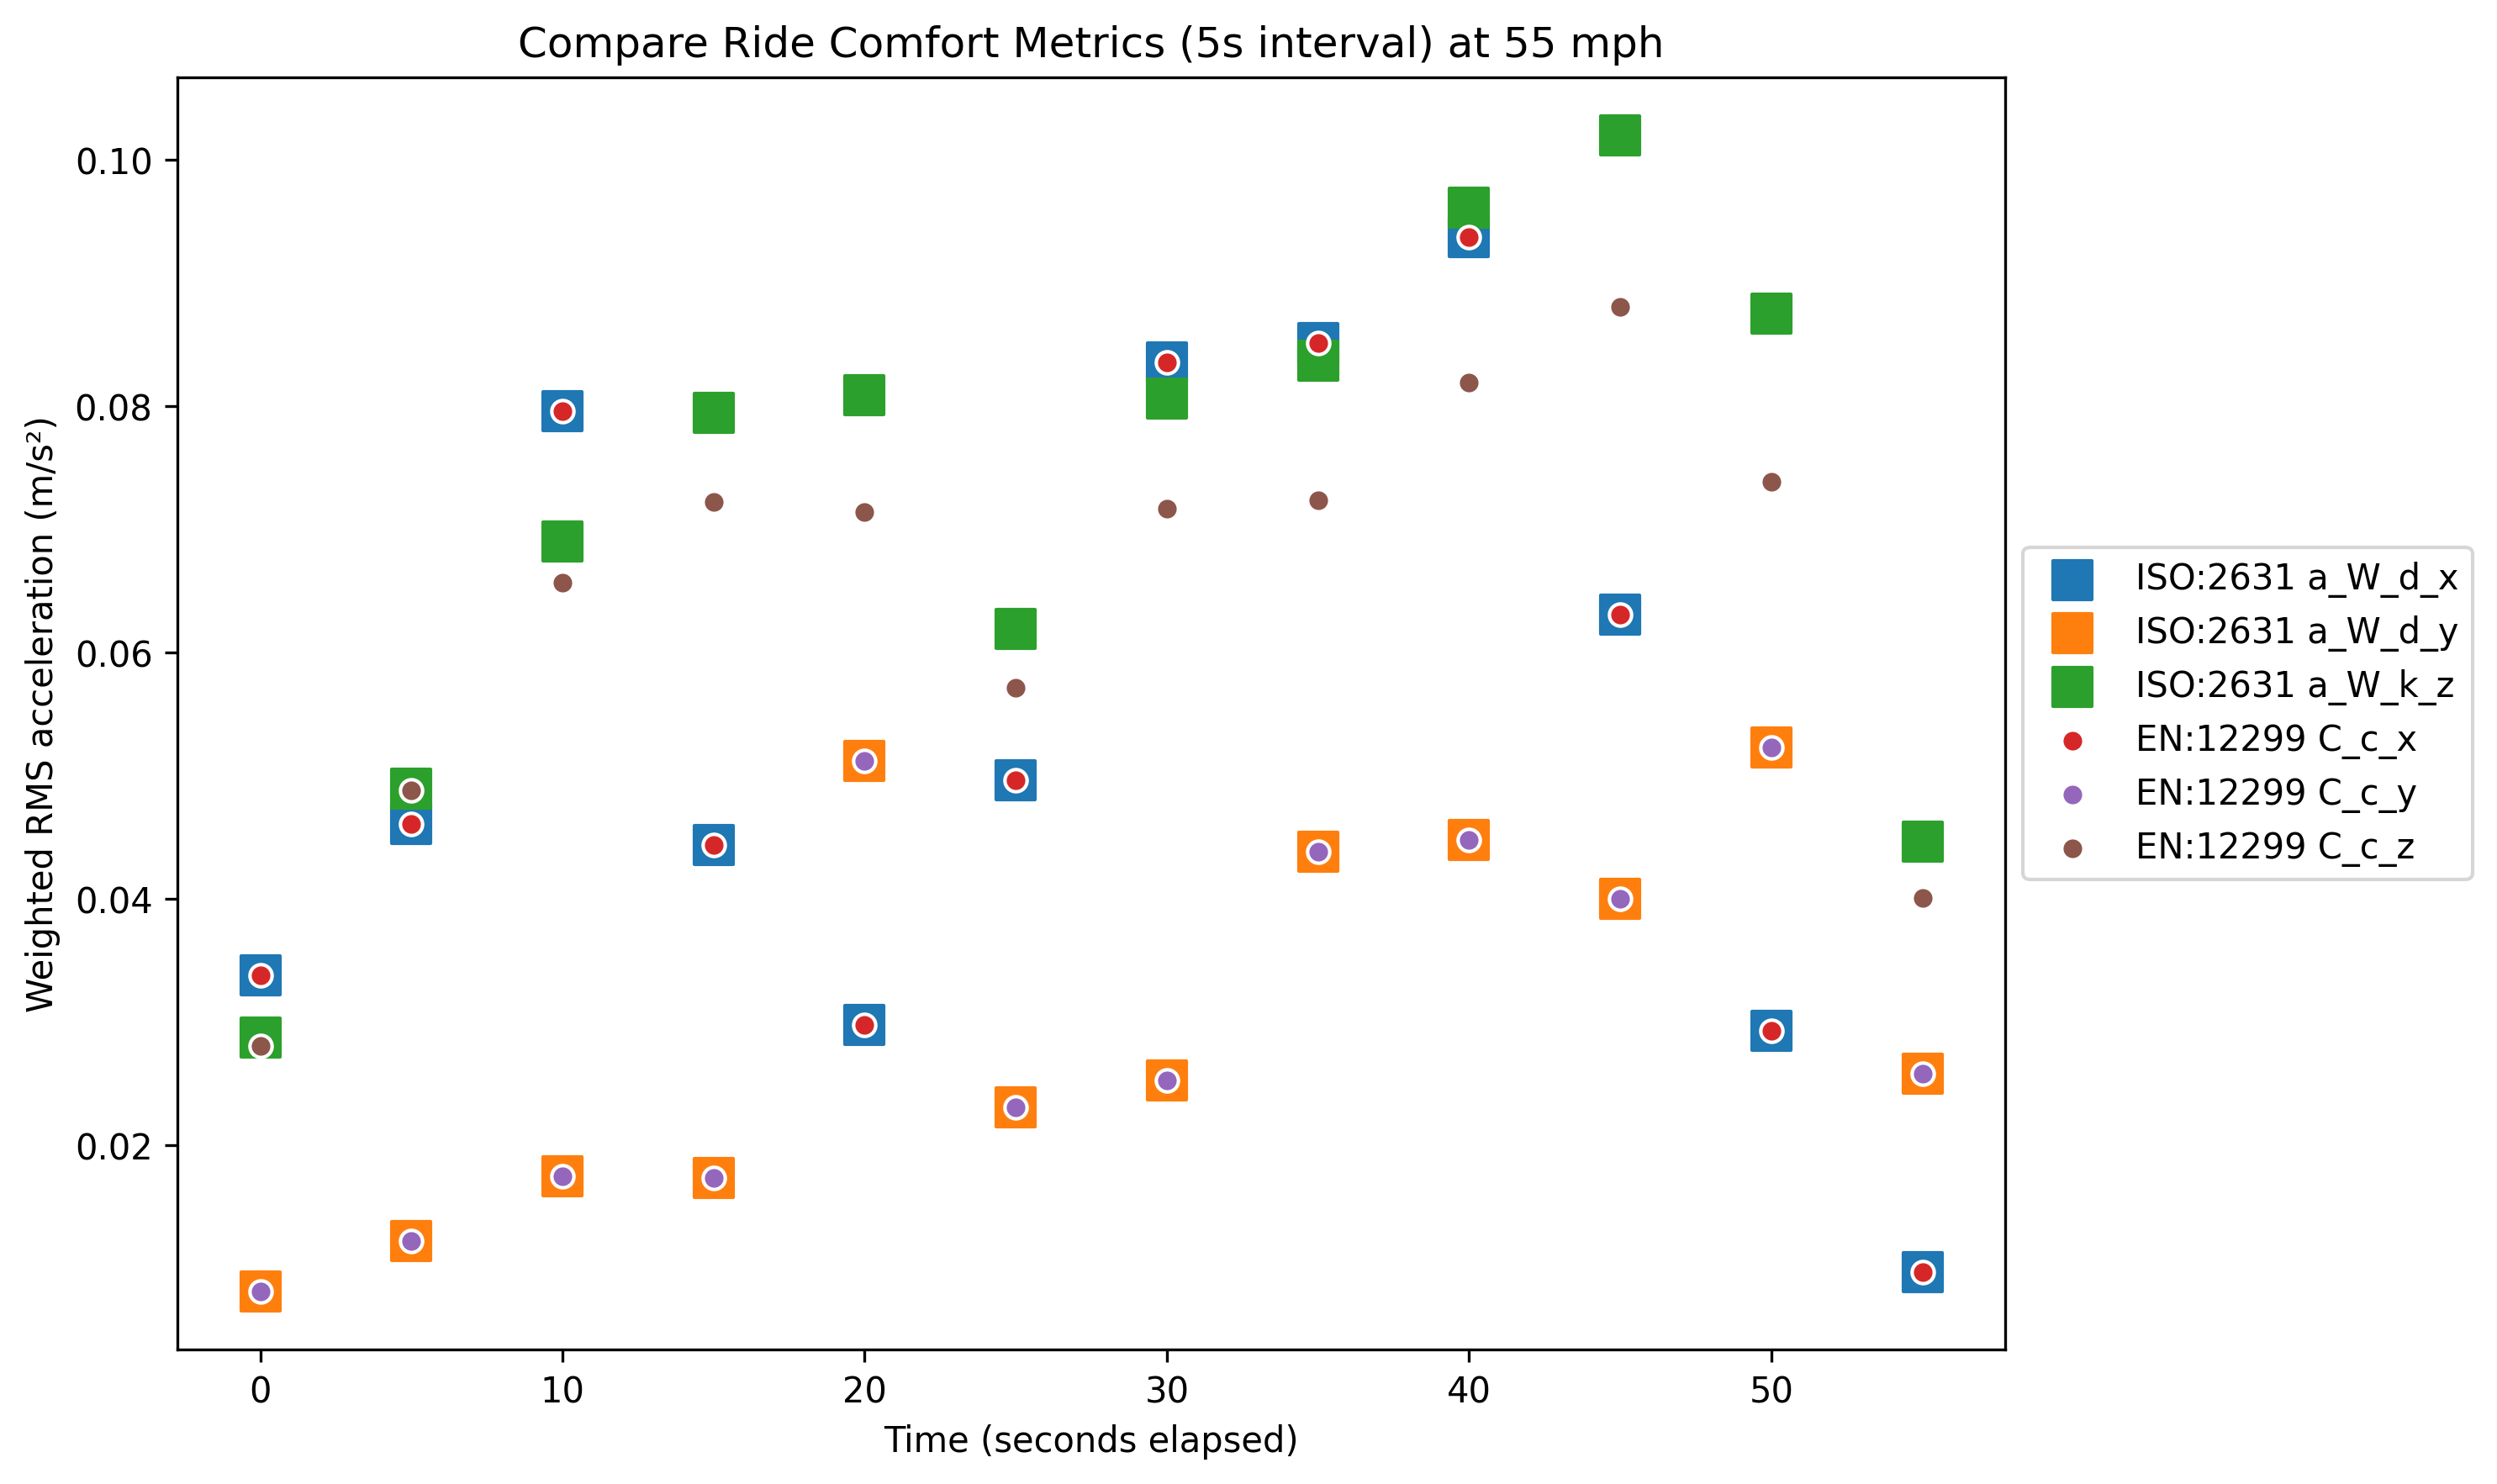 Compare Ride Comfort Metrics (5s interval) at 55 mph
Weighted RMS acceleration (m/s²)
0.10
0.08
0.06
0.04
0.02
0 10 20 30 40 50
Time (seconds elapsed)
ISO:2631 a_W_d_x
ISO:2631 a_W_d_y
ISO:2631 a_W_k_z
EN:12299 C_c_x
EN:12299 C_c_y
EN:12299 C_c_z